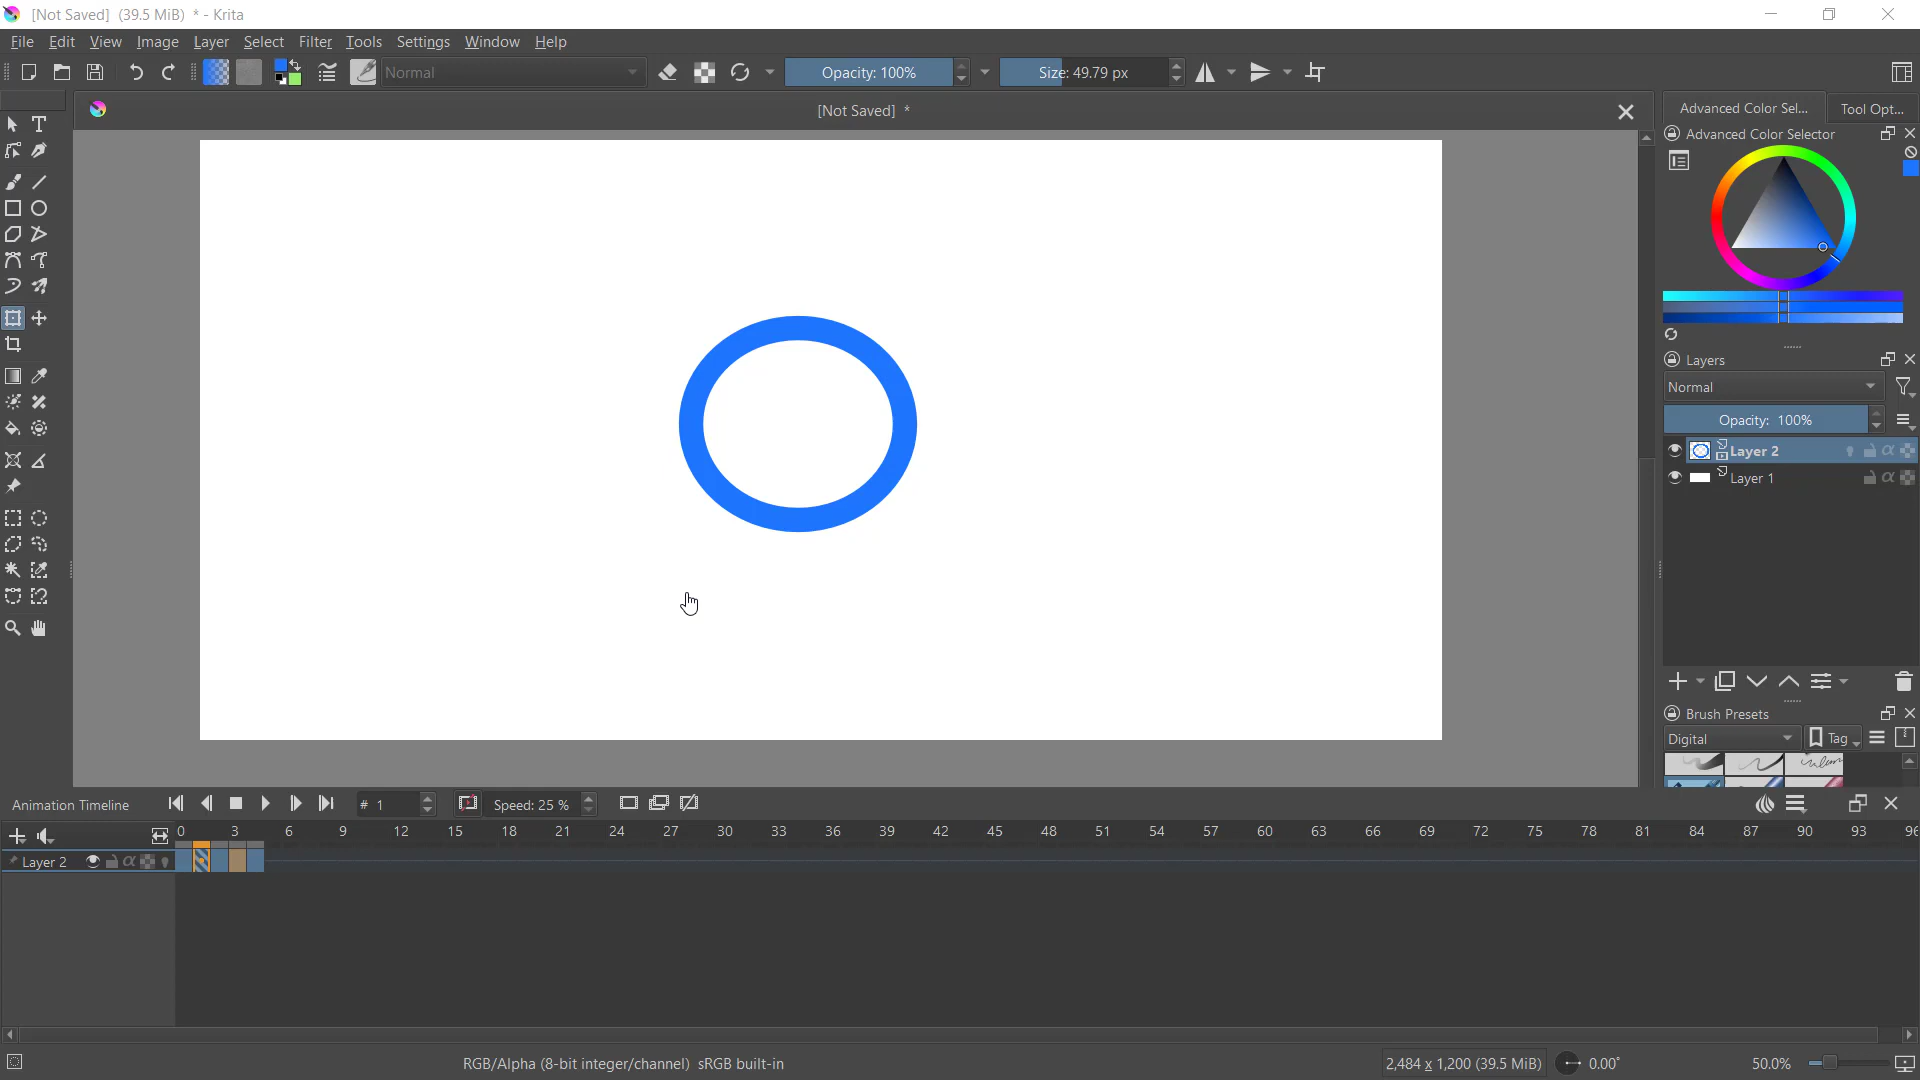 [Not Saved] (39.5 MiB) * - Krita
File Edit View Image Layer Select Filter Tools Settings Window Help
Normal Opacity: 100% Size: 49.79 px
[Not Saved] *
Advanced Color Sel... Tool Opt...
Advanced Color Selector
Layers
Normal
Opacity: 100%
Layer 2
Layer 1
Brush Presets
Digital Tag
Animation Timeline # 1 Speed: 25 %
0 3 6 9 12 15 18 21 24 27 30 33 36 39 42 45 48 51 54 57 60 63 66 69 72 75 78 81 84 87 90 93 96
Layer 2
RGB/Alpha (8-bit integer/channel) sRGB built-in 2,484 x 1,200 (39.5 MiB) 0.00° 50.0%